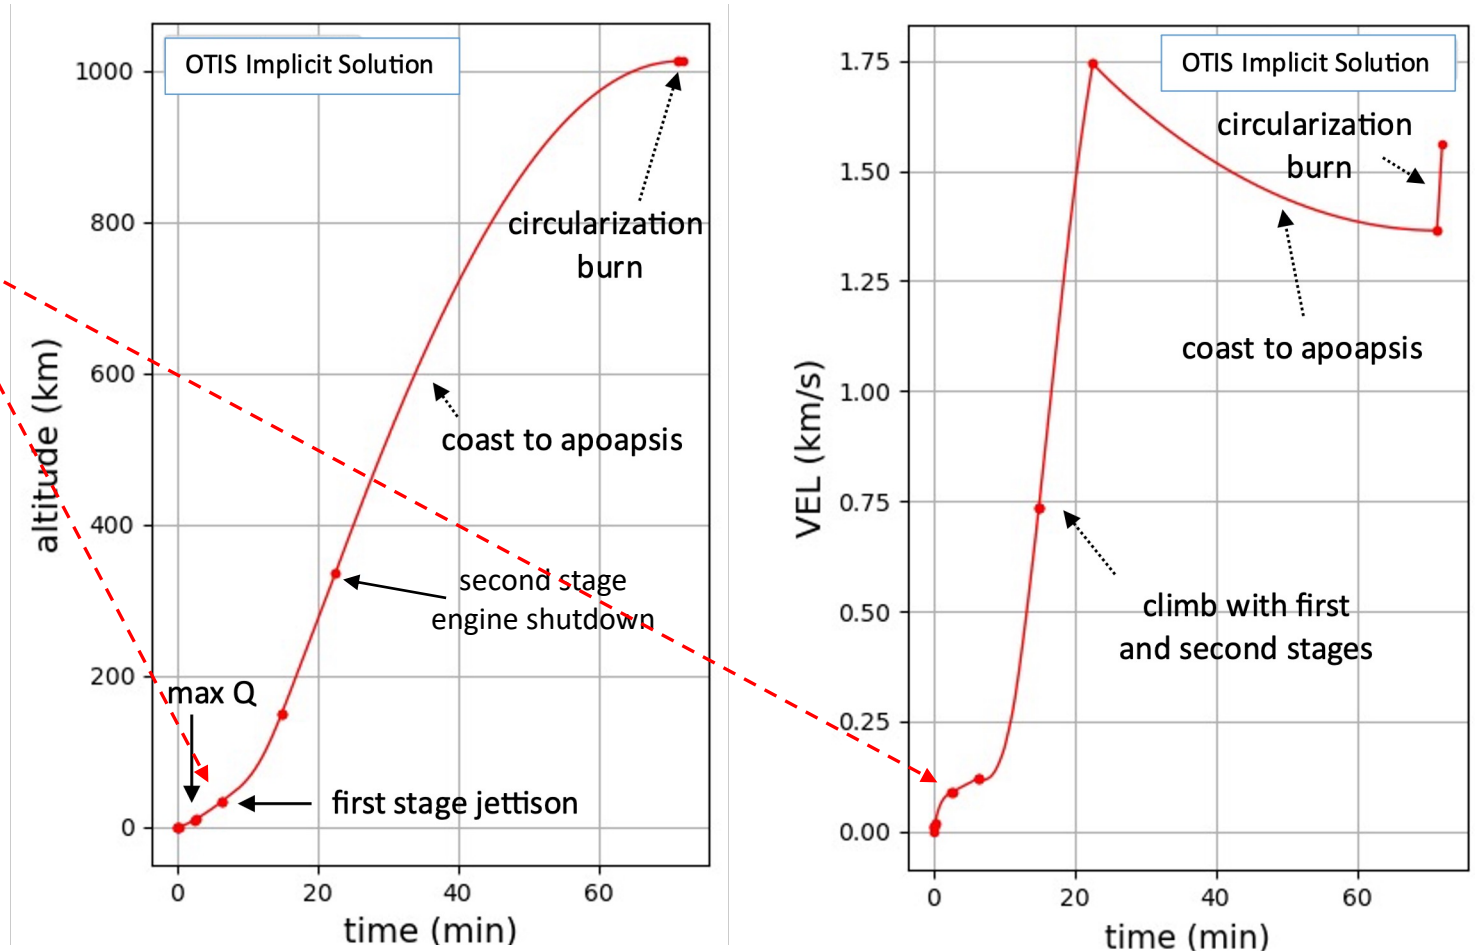 OTIS Implicit Solution
1000
800
600
400
200
0
altitude (km)
circularization
burn
coast to apoapsis
second stage
engine shutdown
max Q
first stage jettison
0
20
40
60
time (min)
OTIS Implicit Solution
1.75
1.50
1.25
1.00
0.75
0.50
0.25
0.00
VEL (km/s)
circularization
burn
coast to apoapsis
climb with first
and second stages
0
20
40
60
time (min)